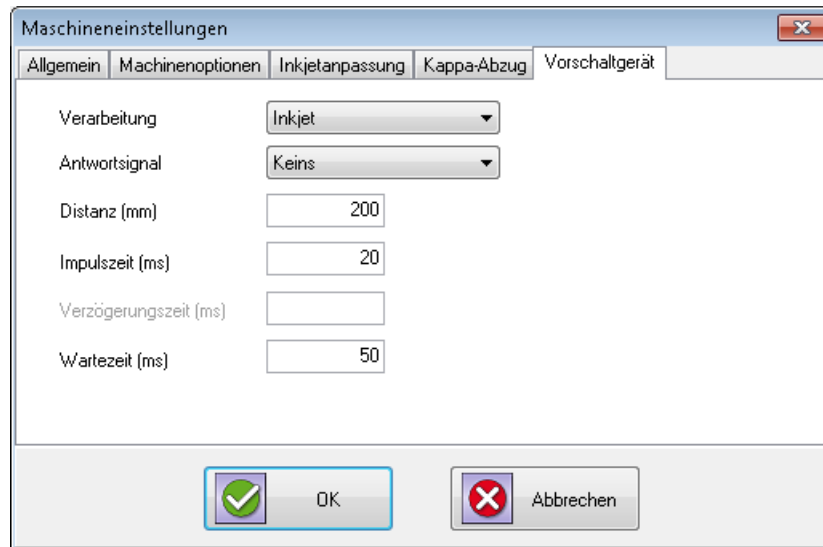 Maschineneinstellungen
Allgemein Machinenoptionen Inkjetanpassung Kappa-Abzug Vorschaltgerät
Verarbeitung Inkjet
Antwortsignal Keins
Distanz (mm) 200
Impulszeit (ms) 20
Verzögerungszeit (ms)
Wartezeit (ms) 50
OK Abbrechen